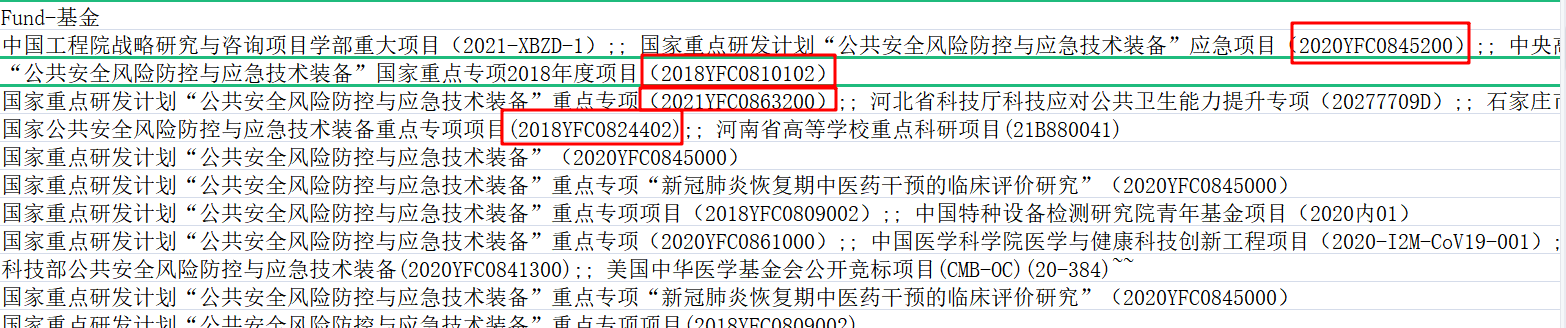 Fund-基金
中国工程院战略研究与咨询项目学部重大项目（2021-XBZD-1）;; 国家重点研发计划“公共安全风险防控与应急技术装备”应急项目（2020YFC0845200）;; 中央高
“公共安全风险防控与应急技术装备”国家重点专项2018年度项目（2018YFC0810102）
国家重点研发计划“公共安全风险防控与应急技术装备”重点专项（2021YFC0863200）;; 河北省科技厅科技应对公共卫生能力提升专项（20277709D）;; 石家庄市
国家公共安全风险防控与应急技术装备重点专项项目(2018YFC0824402);; 河南省高等学校重点科研项目(21B880041)
国家重点研发计划“公共安全风险防控与应急技术装备”（2020YFC0845000）
国家重点研发计划“公共安全风险防控与应急技术装备”重点专项“新冠肺炎恢复期中医药干预的临床评价研究”（2020YFC0845000）
国家重点研发计划“公共安全风险防控与应急技术装备”重点专项项目（2018YFC0809002）;; 中国特种设备检测研究院青年基金项目（2020内01）
国家重点研发计划“公共安全风险防控与应急技术装备”重点专项（2020YFC0861000）;; 中国医学科学院医学与健康科技创新工程项目（2020-I2M-CoV19-001）;
科技部公共安全风险防控与应急技术装备(2020YFC0841300);; 美国中华医学基金会公开竞标项目(CMB-OC)(20-384)~~
国家重点研发计划“公共安全风险防控与应急技术装备”重点专项“新冠肺炎恢复期中医药干预的临床评价研究”（2020YFC0845000）
国家重点研发计划“公共安全风险防控与应急技术装备”重点专项项目(2018YFC0809002)